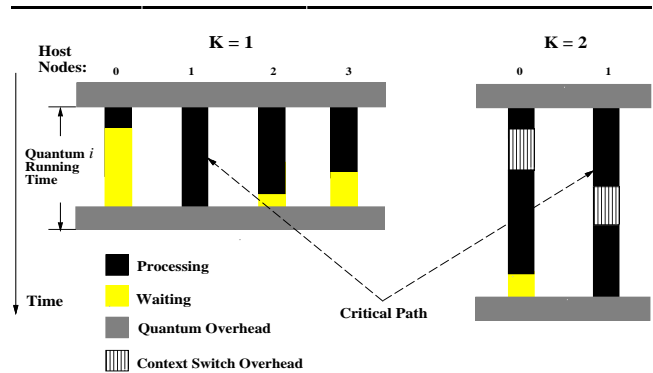 K = 1
K = 2
Host
Nodes:
0 1 2 3
0 1
Quantum i
Running
Time
Processing
Waiting
Time
Quantum Overhead
Context Switch Overhead
Critical Path